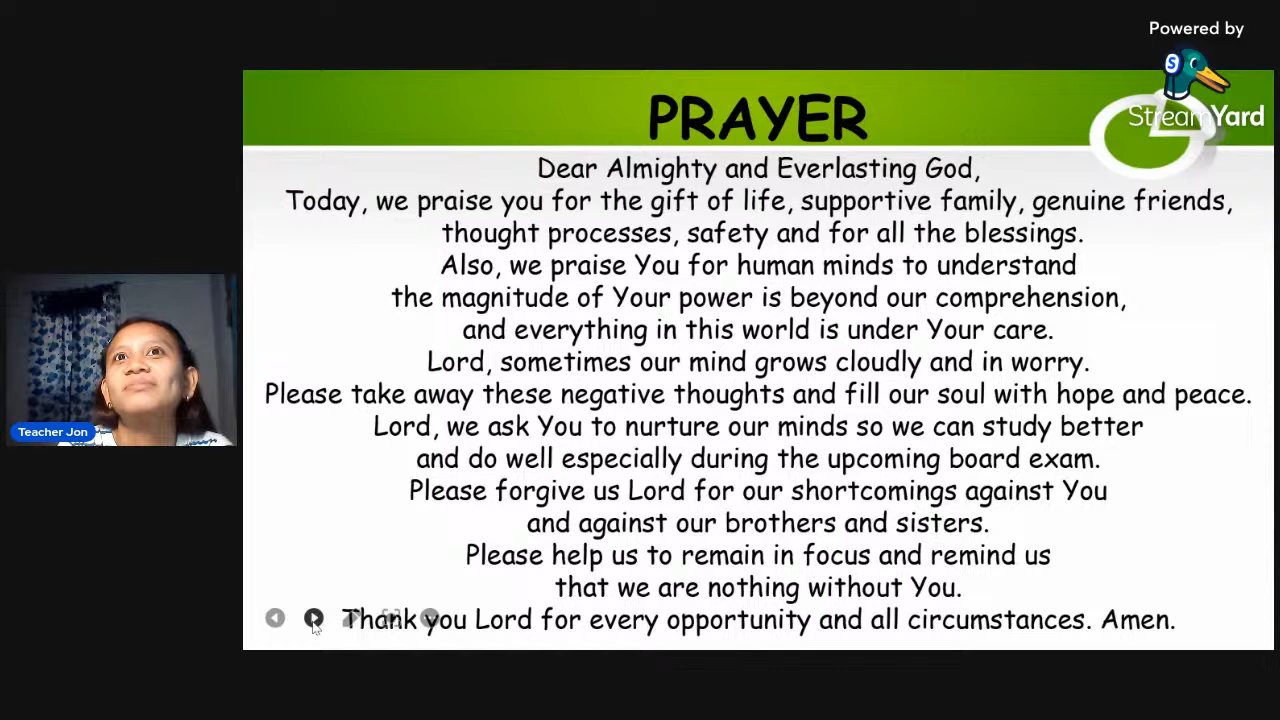 Powered by
StreamYard
PRAYER
Dear Almighty and Everlasting God,
Today, we praise you for the gift of life, supportive family, genuine friends,
thought processes, safety and for all the blessings.
Also, we praise You for human minds to understand
the magnitude of Your power is beyond our comprehension,
and everything in this world is under Your care.
Lord, sometimes our mind grows cloudly and in worry.
Please take away these negative thoughts and fill our soul with hope and peace.
Lord, we ask You to nurture our minds so we can study better
and do well especially during the upcoming board exam.
Please forgive us Lord for our shortcomings against You
and against our brothers and sisters.
Please help us to remain in focus and remind us
that we are nothing without You.
Thank you Lord for every opportunity and all circumstances. Amen.
Teacher Jon